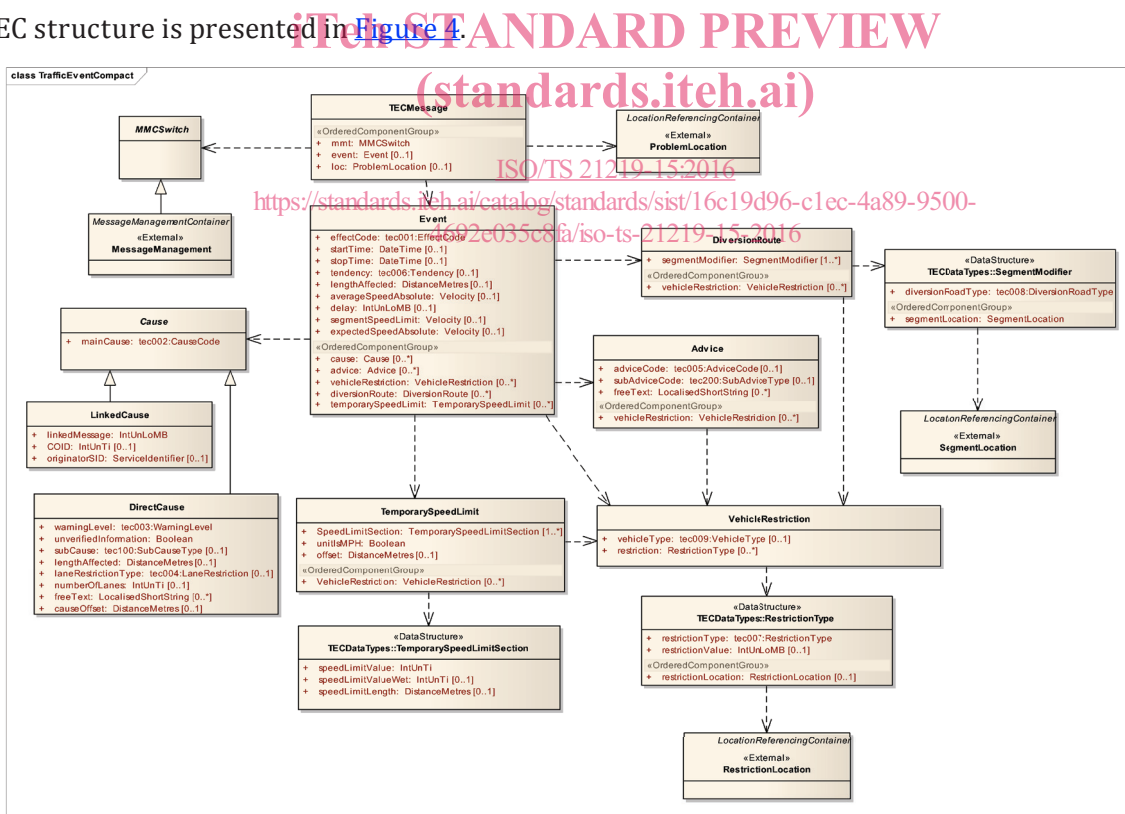 EC structure is presented in Figure 4.
iTeh STANDARD PREVIEW
(standards.iteh.ai)
ISO/TS 21219-15:2016
https://standards.iteh.ai/catalog/standards/sist/16c19d96-c1ec-4a89-9500-
4692e035c8fa/iso-ts-21219-15-2016
class TrafficEventCompact
MMCSwitch
TECMessage
«OrderedComponentGroup»
+ mmt: MMCSwitch
+ event: Event [0..1]
+ loc: ProblemLocation [0..1]
LocationReferencingContainer
«External»
ProblemLocation
MessageManagementContainer
«External»
MessageManagement
Event
+ effectCode: tec001:EffectCode
+ startTime: DateTime [0..1]
+ stopTime: DateTime [0..1]
+ tendency: tec006:Tendency [0..1]
+ lengthAffected: DistanceMetres [0..1]
+ averageSpeedAbsolute: Velocity [0..1]
+ delay: IntUnLoMB [0..1]
+ segmentSpeedLimit: Velocity [0..1]
+ expectedSpeedAbsolute: Velocity [0..1]
«OrderedComponentGroup»
+ cause: Cause [0..*]
+ advice: Advice [0..*]
+ vehicleRestriction: VehicleRestriction [0..*]
+ diversionRoute: DiversionRoute [0..*]
+ temporarySpeedLimit: TemporarySpeedLimit [0..*]
DiversionRoute
+ segmentModifier: SegmentModifier [1..*]
«OrderedComponentGroup»
+ vehicleRestriction: VehicleRestriction [0..*]
«DataStructure»
TECDataTypes::SegmentModifier
+ diversionRoadType: tec008:DiversionRoadType
«OrderedComponentGroup»
+ segmentLocation: SegmentLocation
Cause
+ mainCause: tec002:CauseCode
Advice
+ adviceCode: tec005:AdviceCode [0..1]
+ subAdviceCode: tec200:SubAdviceType [0..1]
+ freeText: LocalisedShortString [0..*]
«OrderedComponentGroup»
+ vehicleRestriction: VehicleRestriction [0..*]
LinkedCause
+ linkedMessage: IntUnLoMB
+ COID: IntUnTi [0..1]
+ originatorSID: ServiceIdentifier [0..1]
LocationReferencingContainer
«External»
SegmentLocation
DirectCause
+ warningLevel: tec003:WarningLevel
+ unverifiedInformation: Boolean
+ subCause: tec100:SubCauseType [0..1]
+ lengthAffected: DistanceMetres [0..1]
+ laneRestrictionType: tec004:LaneRestriction [0..1]
+ numberOfLanes: IntUnTi [0..1]
+ freeText: LocalisedShortString [0..*]
+ causeOffset: DistanceMetres [0..1]
TemporarySpeedLimit
+ SpeedLimitSection: TemporarySpeedLimitSection [1..*]
+ unitIsMPH: Boolean
+ offset: DistanceMetres [0..1]
«OrderedComponentGroup»
+ VehicleRestriction: VehicleRestriction [0..*]
VehicleRestriction
+ vehicleType: tec009:VehicleType [0..1]
+ restriction: RestrictionType [0..*]
«DataStructure»
TECDataTypes::TemporarySpeedLimitSection
+ speedLimitValue: IntUnTi
+ speedLimitValueWet: IntUnTi [0..1]
+ speedLimitLength: DistanceMetres [0..1]
«DataStructure»
TECDataTypes::RestrictionType
+ restrictionType: tec007:RestrictionType
+ restrictionValue: IntUnLoMB [0..1]
«OrderedComponentGroup»
+ restrictionLocation: RestrictionLocation [0..1]
LocationReferencingContainer
«External»
RestrictionLocation